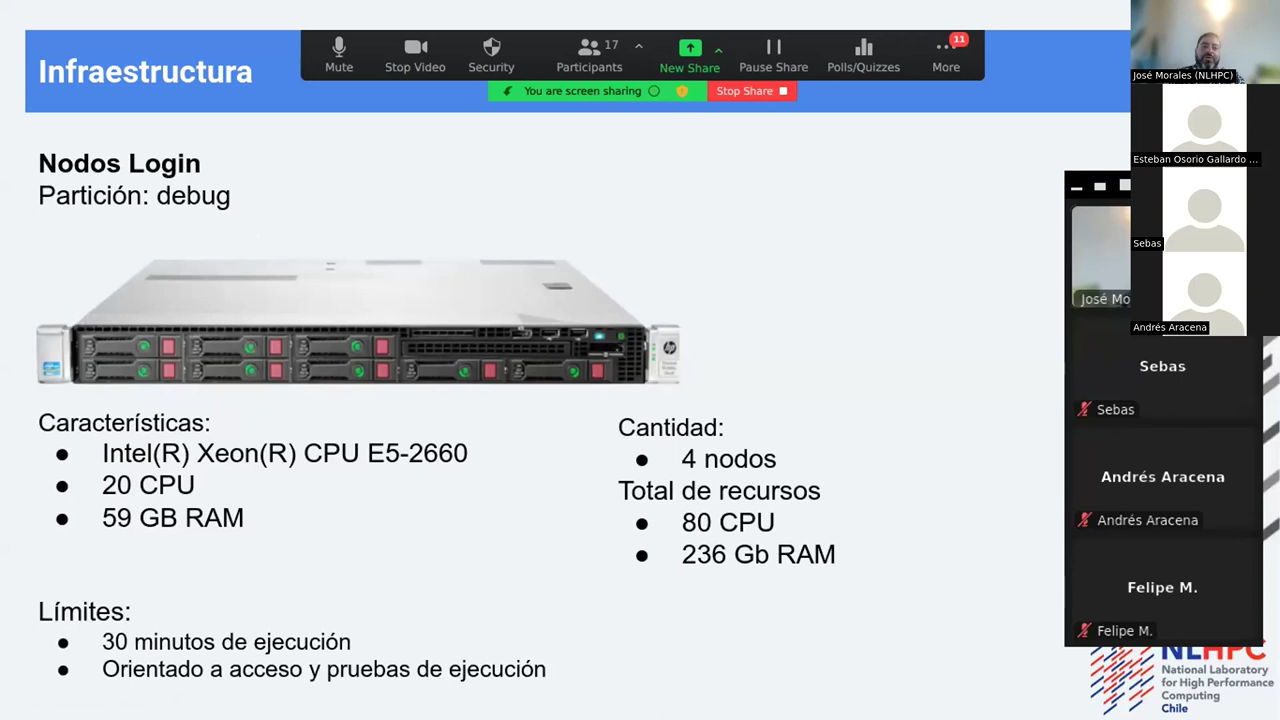 Infraestructura
Mute
Stop Video
Security
17
Participants
New Share
Pause Share
Polls/Quizzes
11
More
You are screen sharing
Stop Share
José Morales (NLHPC)
Nodos Login
Partición: debug
Esteban Osorio Gallardo ...
Sebas
José Mo
Andrés Aracena
Sebas
Sebas
Andrés Aracena
Andrés Aracena
Felipe M.
Felipe M.
Características:
● Intel(R) Xeon(R) CPU E5-2660
● 20 CPU
● 59 GB RAM
Cantidad:
● 4 nodos
Total de recursos
● 80 CPU
● 236 Gb RAM
Límites:
● 30 minutos de ejecución
● Orientado a acceso y pruebas de ejecución
NLHPC
National Laboratory
for High Performance
Computing
Chile